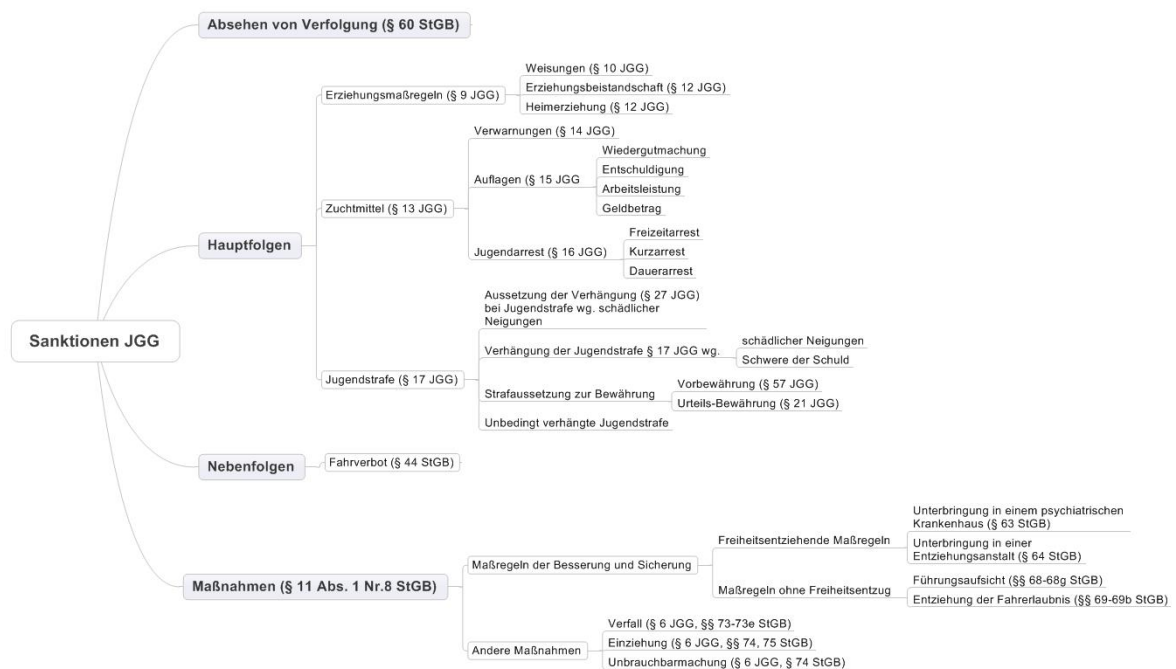 Sanktionen JGG
Absehen von Verfolgung (§ 60 StGB)
Hauptfolgen
Erziehungsmaßregeln (§ 9 JGG)
Weisungen (§ 10 JGG)
Erziehungsbeistandschaft (§ 12 JGG)
Heimerziehung (§ 12 JGG)
Zuchtmittel (§ 13 JGG)
Verwarnungen (§ 14 JGG)
Auflagen (§ 15 JGG
Wiedergutmachung
Entschuldigung
Arbeitsleistung
Geldbetrag
Jugendarrest (§ 16 JGG)
Freizeitarrest
Kurzarrest
Dauerarrest
Jugendstrafe (§ 17 JGG)
Aussetzung der Verhängung (§ 27 JGG)
bei Jugendstrafe wg. schädlicher
Neigungen
Verhängung der Jugendstrafe § 17 JGG wg.
schädlicher Neigungen
Schwere der Schuld
Strafaussetzung zur Bewährung
Vorbewährung (§ 57 JGG)
Urteils-Bewährung (§ 21 JGG)
Unbedingt verhängte Jugendstrafe
Nebenfolgen
Fahrverbot (§ 44 StGB)
Maßnahmen (§ 11 Abs. 1 Nr.8 StGB)
Maßregeln der Besserung und Sicherung
Freiheitsentziehende Maßregeln
Unterbringung in einem psychiatrischen
Krankenhaus (§ 63 StGB)
Unterbringung in einer
Entziehungsanstalt (§ 64 StGB)
Maßregeln ohne Freiheitsentzug
Führungsaufsicht (§§ 68-68g StGB)
Entziehung der Fahrerlaubnis (§§ 69-69b StGB)
Andere Maßnahmen
Verfall (§ 6 JGG, §§ 73-73e StGB)
Einziehung (§ 6 JGG, §§ 74, 75 StGB)
Unbrauchbarmachung (§ 6 JGG, § 74 StGB)